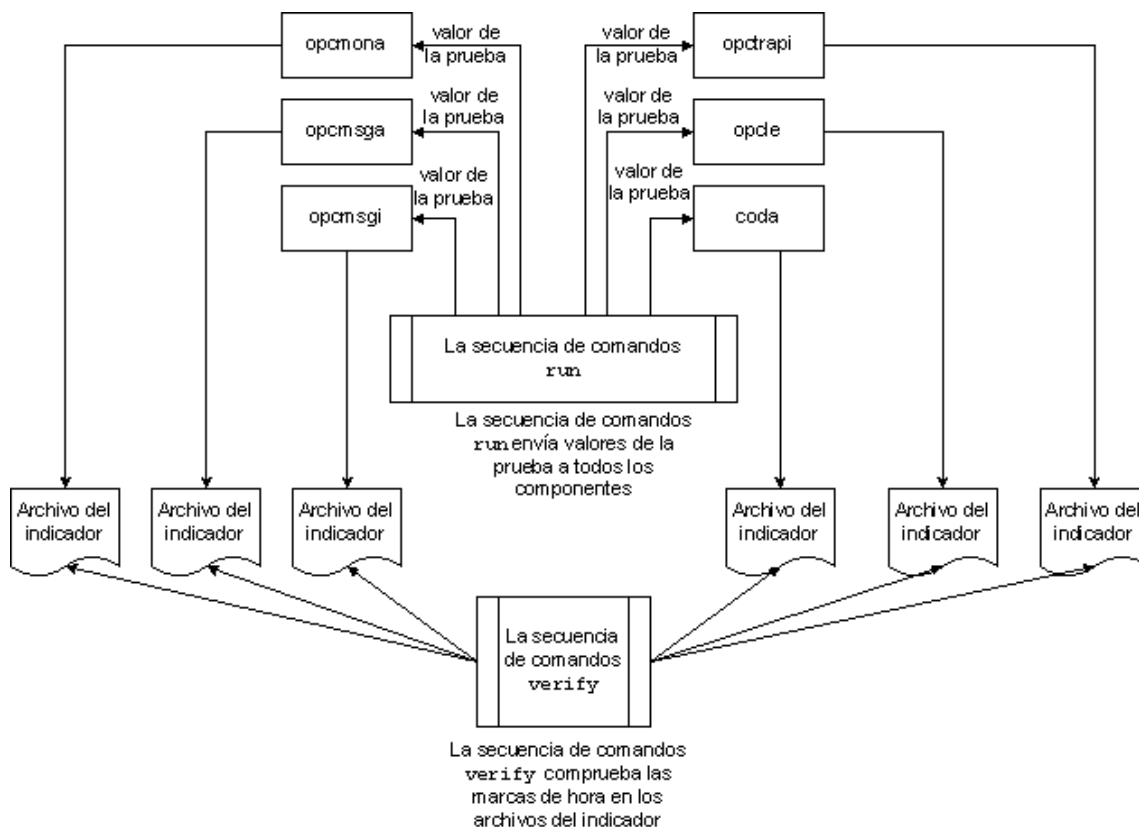 opcmona
valor de
la prueba
valor de
la prueba
opctrapi
opcmsga
valor de
la prueba
valor de
la prueba
opcle
opcmsgi
valor de
la prueba
valor de
la prueba
coda
La secuencia de comandos
run
La secuencia de comandos
run envía valores de la
prueba a todos los
componentes
Archivo del
indicador
Archivo del
indicador
Archivo del
indicador
Archivo del
indicador
Archivo del
indicador
Archivo del
indicador
La secuencia
de comandos
verify
La secuencia de comandos
verify comprueba las
marcas de hora en los
archivos del indicador